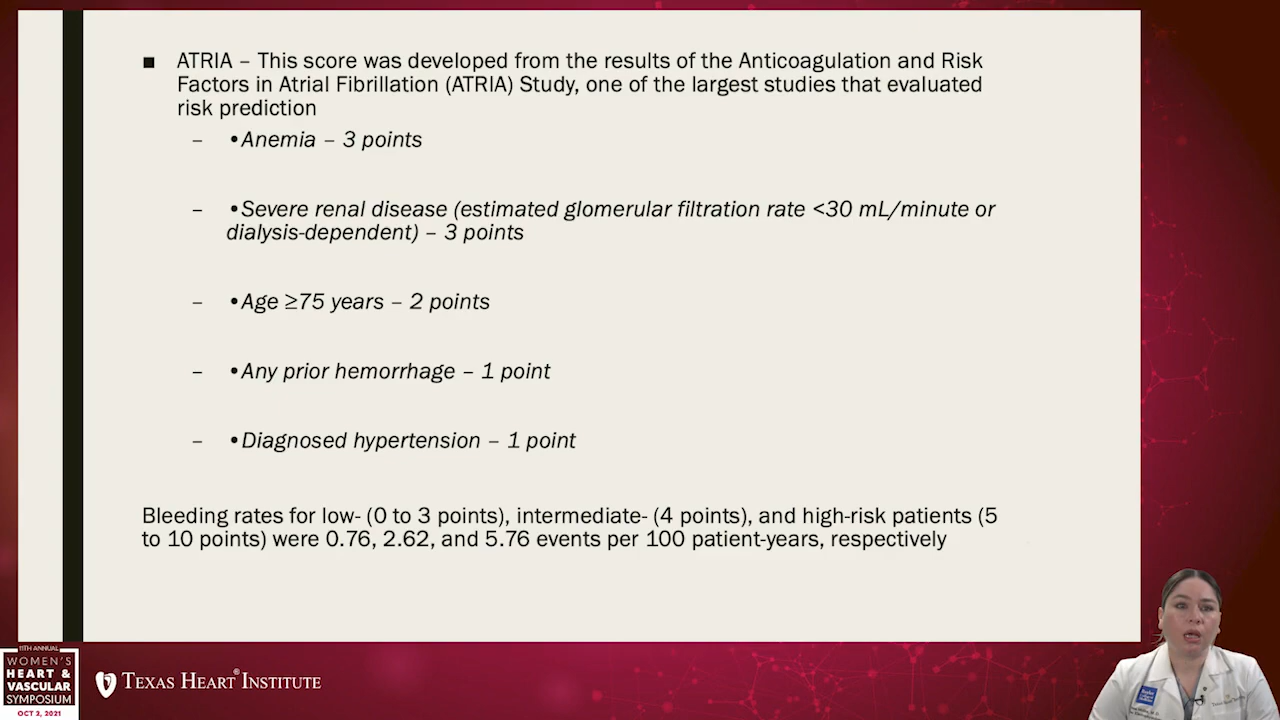 ■ ATRIA – This score was developed from the results of the Anticoagulation and Risk
Factors in Atrial Fibrillation (ATRIA) Study, one of the largest studies that evaluated
risk prediction
– •Anemia – 3 points
– •Severe renal disease (estimated glomerular filtration rate <30 mL/minute or
dialysis-dependent) – 3 points
– •Age ≥75 years – 2 points
– •Any prior hemorrhage – 1 point
– •Diagnosed hypertension – 1 point
Bleeding rates for low- (0 to 3 points), intermediate- (4 points), and high-risk patients (5
to 10 points) were 0.76, 2.62, and 5.76 events per 100 patient-years, respectively
11TH ANNUAL
WOMEN'S
HEART &
VASCULAR
SYMPOSIUM
OCT 2, 2021
TEXAS HEART® INSTITUTE